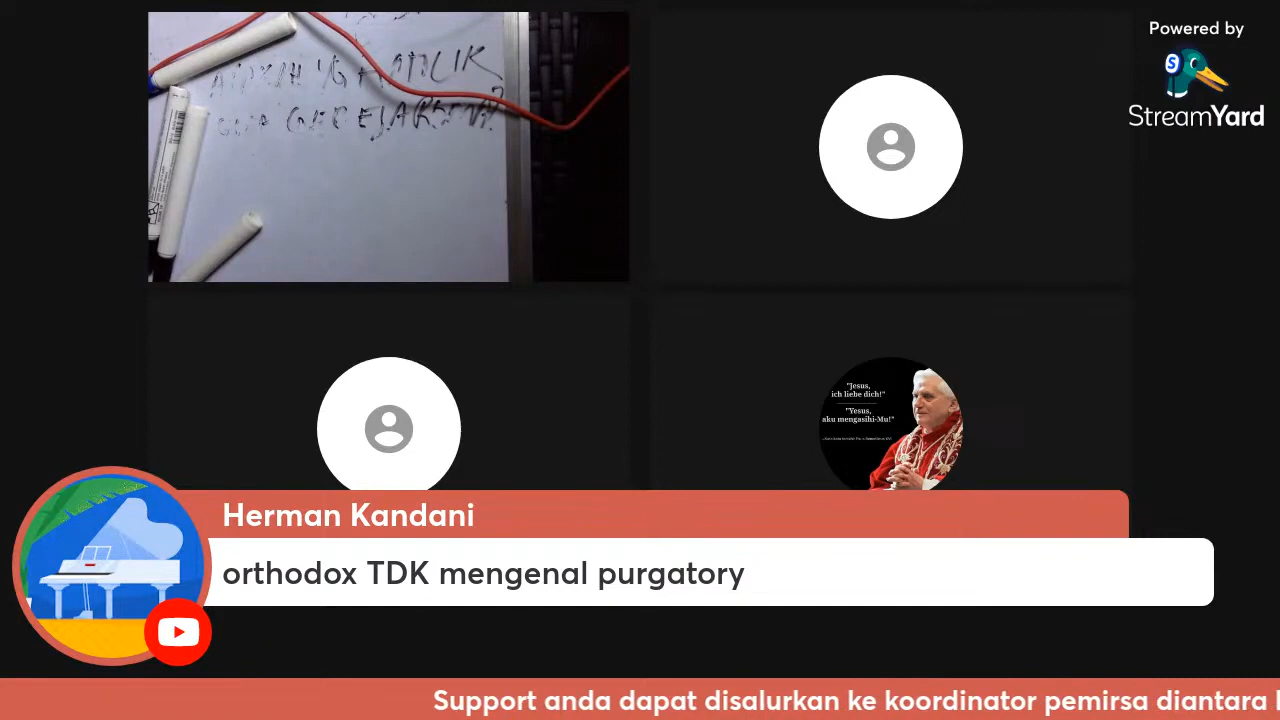 Powered by
StreamYard
"Jesus,
ich liebe dich!"
"Yesus,
aku mengasihi-Mu!"
Herman Kandani
orthodox TDK mengenal purgatory
Support anda dapat disalurkan ke koordinator pemirsa diantara